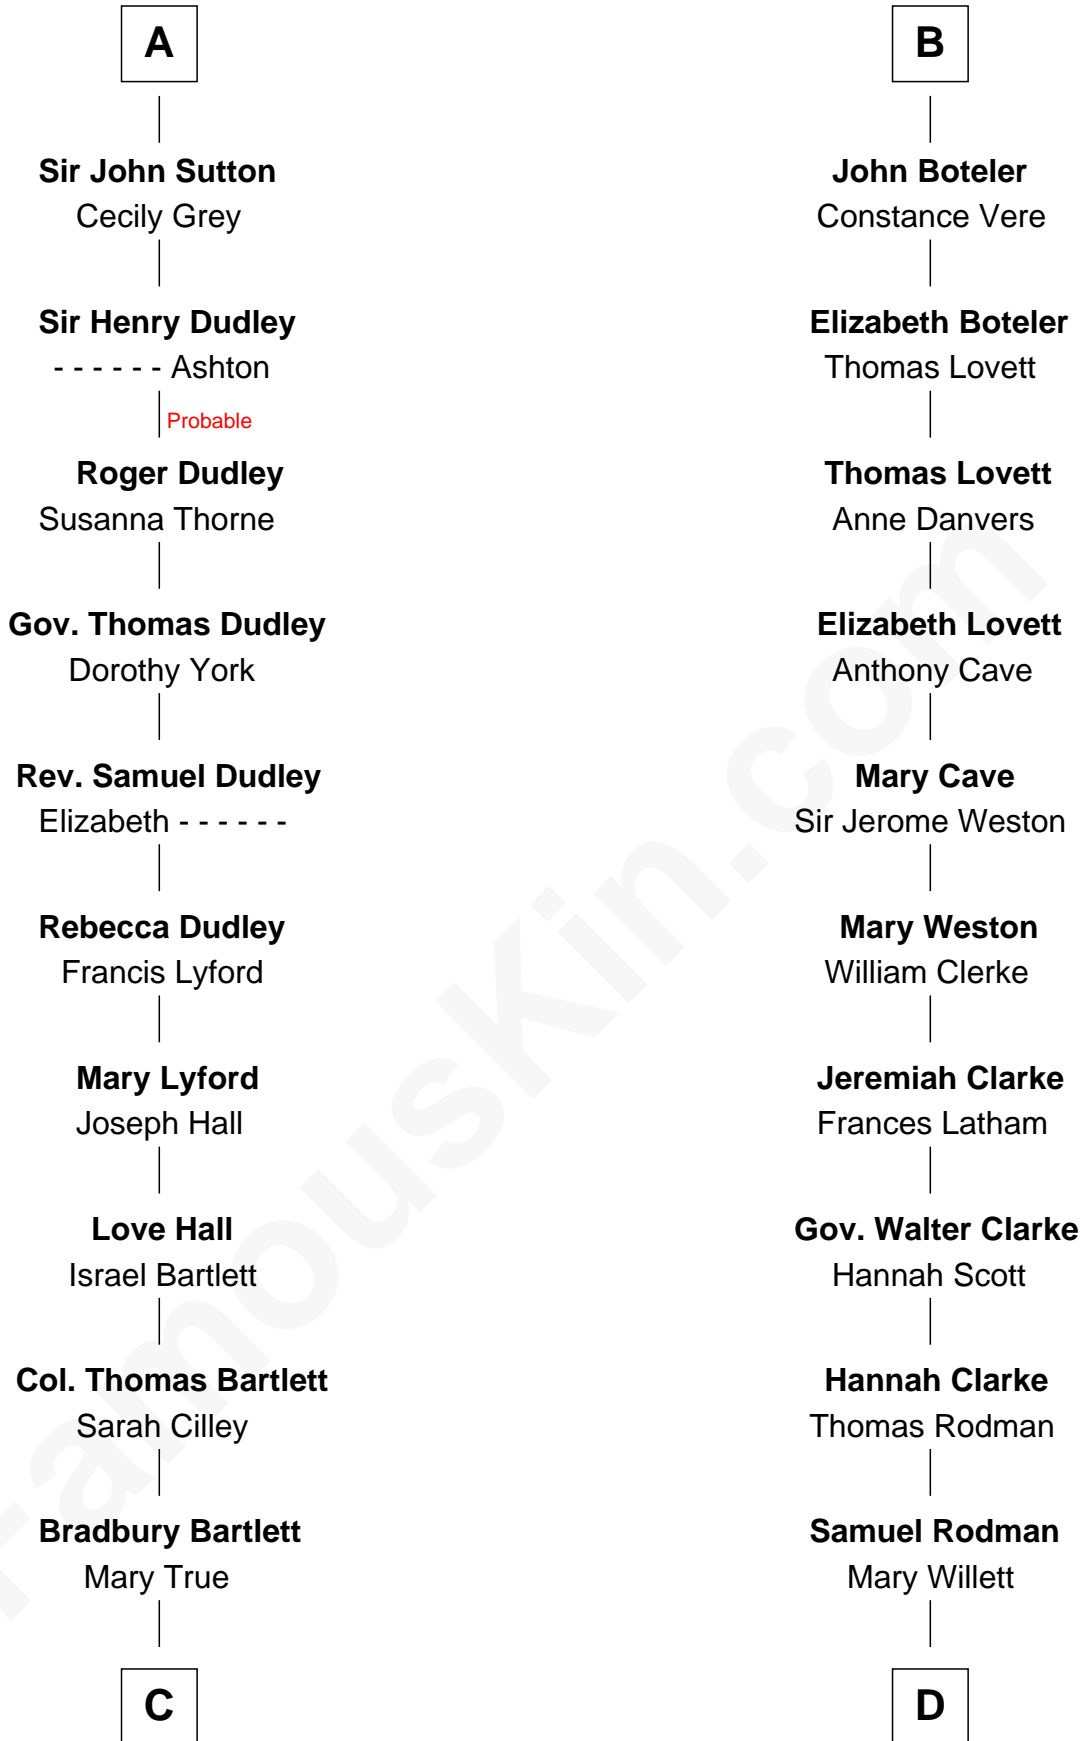 A
Sir John Sutton
Cecily Grey
Sir Henry Dudley
- - - - - - Ashton
Probable
Roger Dudley
Susanna Thorne
Gov. Thomas Dudley
Dorothy York
Rev. Samuel Dudley
Elizabeth - - - - - -
Rebecca Dudley
Francis Lyford
Mary Lyford
Joseph Hall
Love Hall
Israel Bartlett
Col. Thomas Bartlett
Sarah Cilley
Bradbury Bartlett
Mary True
C
B
John Boteler
Constance Vere
Elizabeth Boteler
Thomas Lovett
Thomas Lovett
Anne Danvers
Elizabeth Lovett
Anthony Cave
Mary Cave
Sir Jerome Weston
Mary Weston
William Clerke
Jeremiah Clarke
Frances Latham
Gov. Walter Clarke
Hannah Scott
Hannah Clarke
Thomas Rodman
Samuel Rodman
Mary Willett
D
FamousKin.com